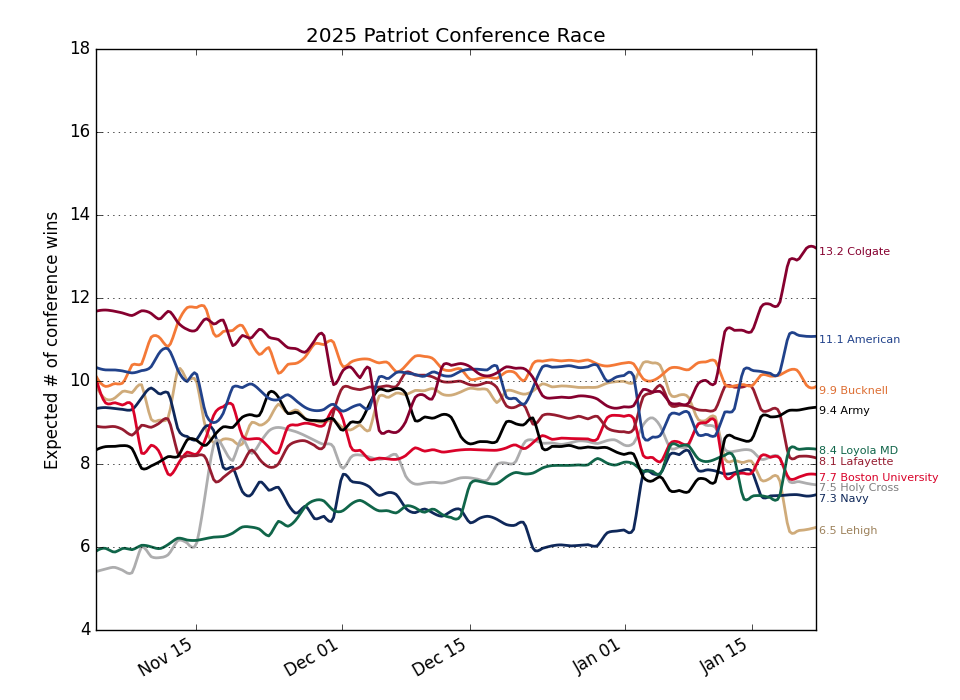 2025 Patriot Conference Race
Expected # of conference wins
18
16
14
12
10
8
6
4
Nov 15
Dec 01
Dec 15
Jan 01
Jan 15
13.2 Colgate
11.1 American
9.9 Bucknell
9.4 Army
8.4 Loyola MD
8.1 Lafayette
7.7 Boston University
7.5 Holy Cross
7.3 Navy
6.5 Lehigh